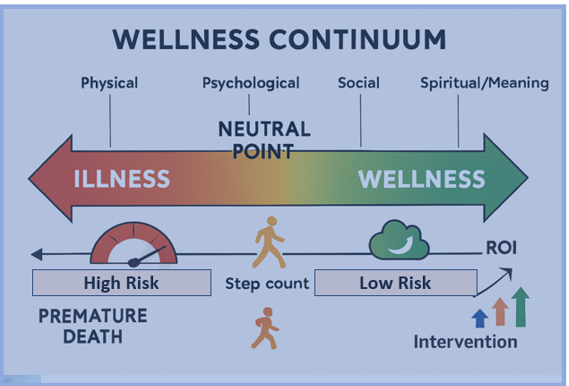 WELLNESS CONTINUUM
Physical
Psychological
Social
Spiritual/Meaning
NEUTRAL
POINT
ILLNESS
WELLNESS
ROI
High Risk
Step count
Low Risk
PREMATURE
DEATH
Intervention